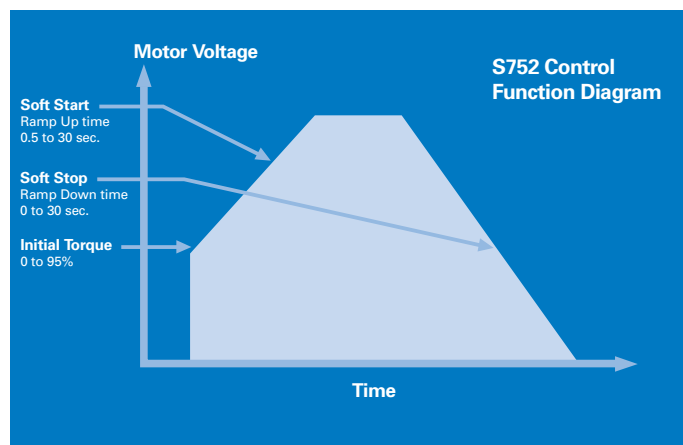 Motor Voltage
S752 Control
Function Diagram
Soft Start
Ramp Up time
0.5 to 30 sec.
Soft Stop
Ramp Down time
0 to 30 sec.
Initial Torque
0 to 95%
Time